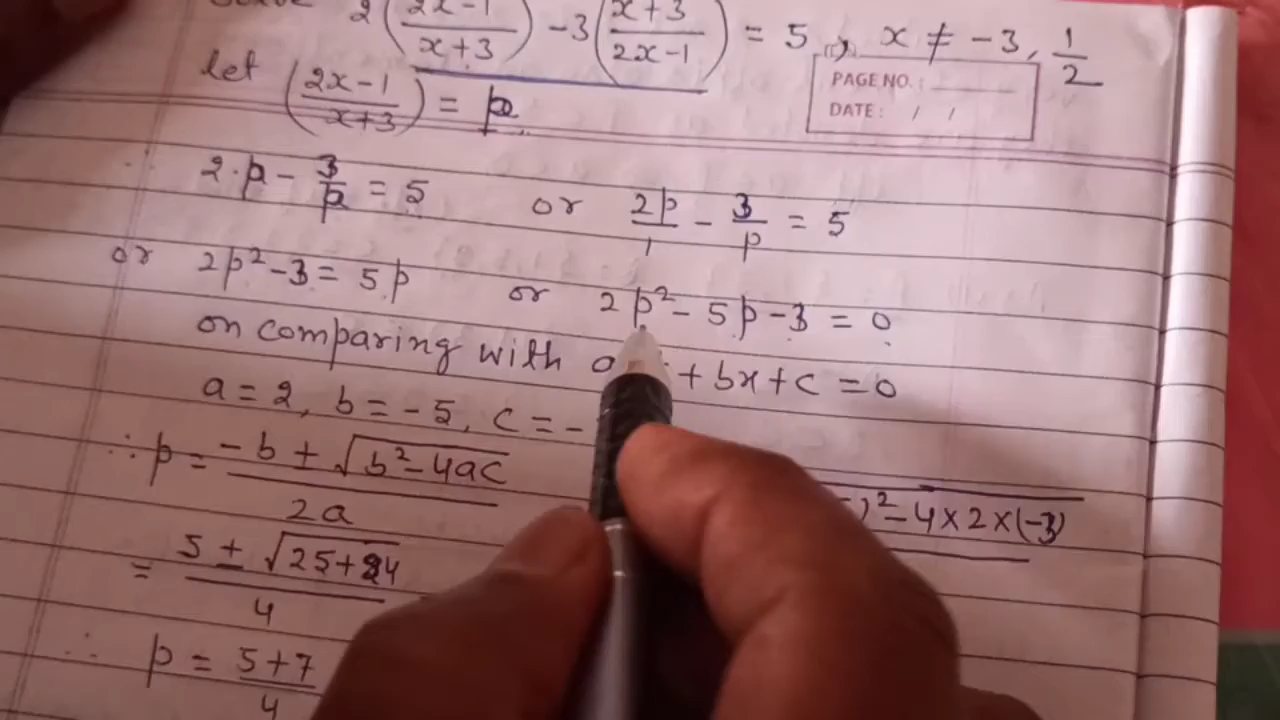 2(2x-1/x+3) -3(x+3/2x-1) = 5, x ≠ -3, 1/2
PAGE NO. :
DATE : / /
let (2x-1/x+3) = p
2·p - 3/p = 5 or 2p/1 - 3/p = 5
or 2p²-3 = 5p or 2p²- 5p-3 = 0
on comparing with a + bx+c = 0
a = 2, b = -5, c = -
∴ p = -b ± √b²-4ac / 2a )²-4×2×(-3)
= 5 ± √25+24 / 4
∴ p = 5+7 / 4